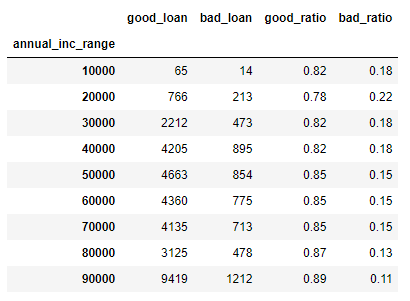 good_loan bad_loan good_ratio bad_ratio
annual_inc_range
10000 65 14 0.82 0.18
20000 766 213 0.78 0.22
30000 2212 473 0.82 0.18
40000 4205 895 0.82 0.18
50000 4663 854 0.85 0.15
60000 4360 775 0.85 0.15
70000 4135 713 0.85 0.15
80000 3125 478 0.87 0.13
90000 9419 1212 0.89 0.11